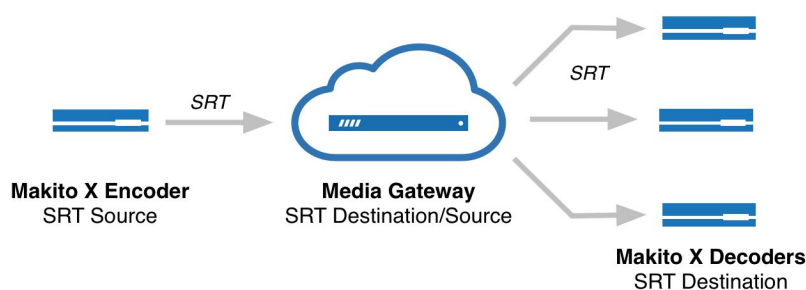 SRT
SRT
Makito X Encoder
SRT Source
Media Gateway
SRT Destination/Source
Makito X Decoders
SRT Destination